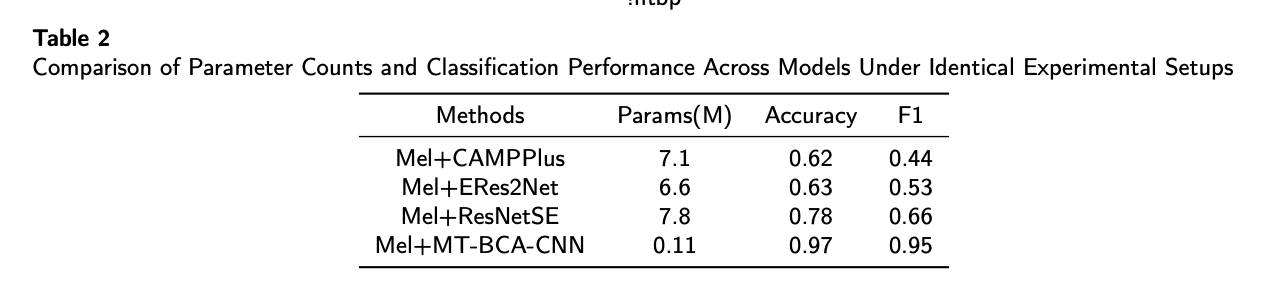 !htbp
Table 2
Comparison of Parameter Counts and Classification Performance Across Models Under Identical Experimental Setups
Methods Params(M) Accuracy F1
Mel+CAMPPlus 7.1 0.62 0.44
Mel+ERes2Net 6.6 0.63 0.53
Mel+ResNetSE 7.8 0.78 0.66
Mel+MT-BCA-CNN 0.11 0.97 0.95